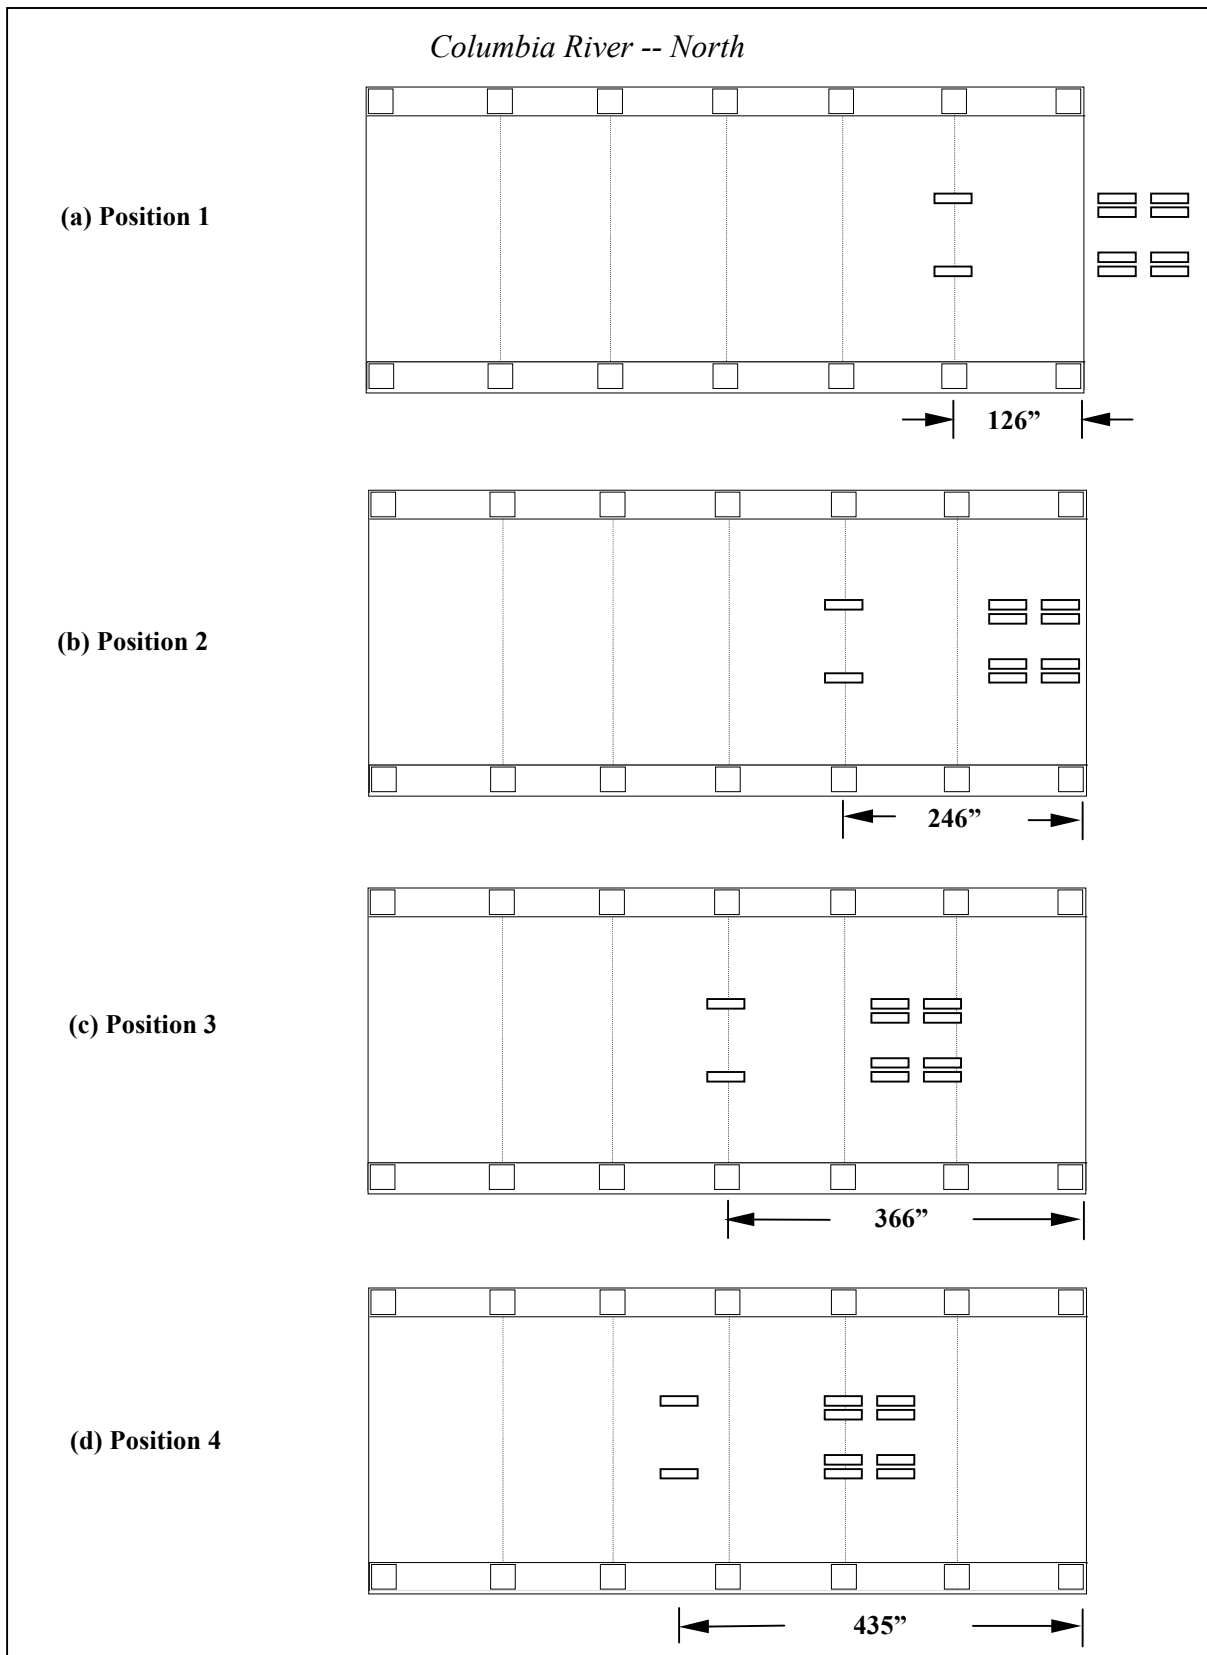 Columbia River -- North
(a) Position 1
126”
(b) Position 2
246”
(c) Position 3
366”
(d) Position 4
435”